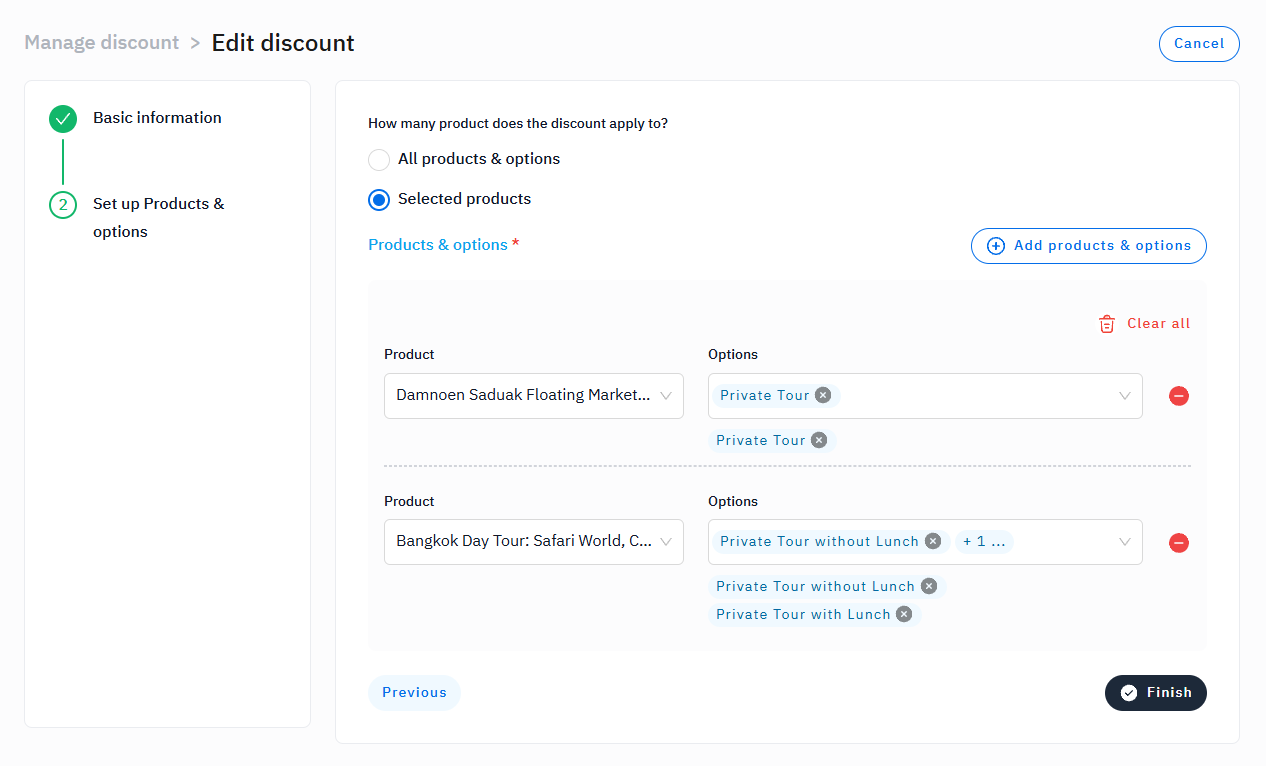 Manage discount > Edit discount
Cancel
Basic information
2 Set up Products &
options
How many product does the discount apply to?
All products & options
Selected products
Products & options *
Add products & options
Clear all
Product Options
Damnoen Saduak Floating Market... Private Tour
Private Tour
Product Options
Bangkok Day Tour: Safari World, C... Private Tour without Lunch + 1 ...
Private Tour without Lunch
Private Tour with Lunch
Previous
Finish